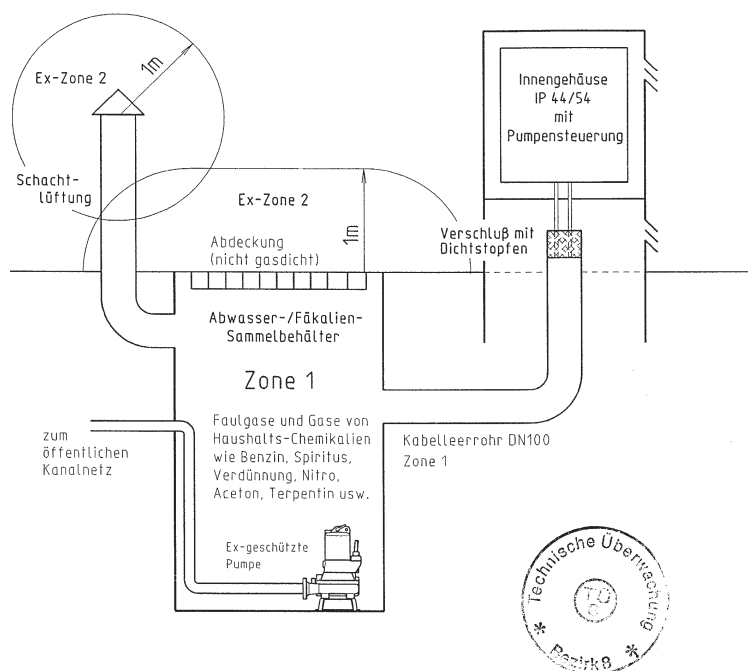 Ex-Zone 2
1m
Innengehäuse
IP 44/54
mit
Pumpensteuerung
Schacht-
lüftung
Ex-Zone 2
1m
Verschluß mit
Dichtstopfen
Abdeckung
(nicht gasdicht)
Abwasser-/Fäkalien-
Sammelbehälter
Zone 1
Faulgase und Gase von
Haushalts-Chemikalien
wie Benzin, Spiritus,
Verdünnung, Nitro,
Aceton, Terpentin usw.
zum
öffentlichen
Kanalnetz
Kabelleerrohr DN100
Zone 1
Ex-geschützte
Pumpe
Technische Überwachung
* Bezirk 8 *